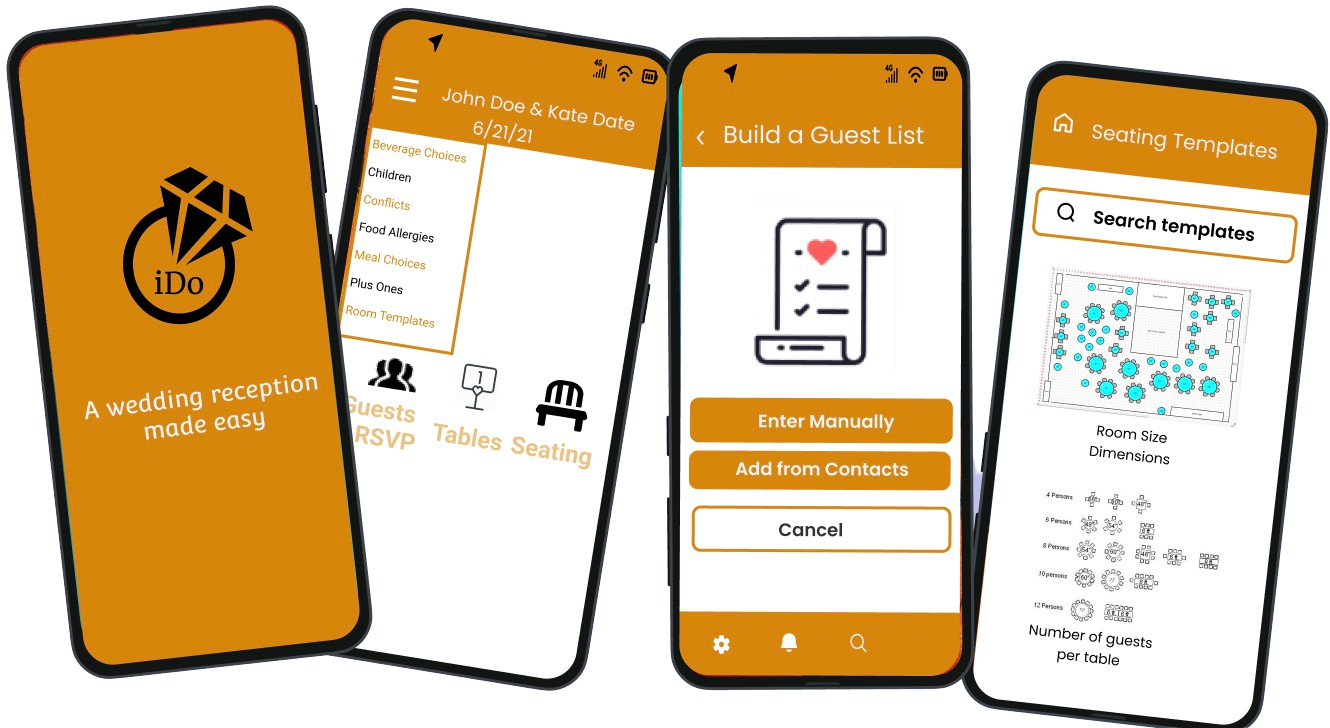 iDo
A wedding reception
made easy
4G
John Doe & Kate Date
6/21/21
Beverage Choices
Children
Conflicts
Food Allergies
Meal Choices
Plus Ones
Room Templates
1
Guests
RSVP
Tables
Seating
4G
Build a Guest List
Enter Manually
Add from Contacts
Cancel
Seating Templates
Search templates
Room Size
Dimensions
4 Persons
6 Persons
8 Persons
10 persons
12 Persons
Number of guests
per table